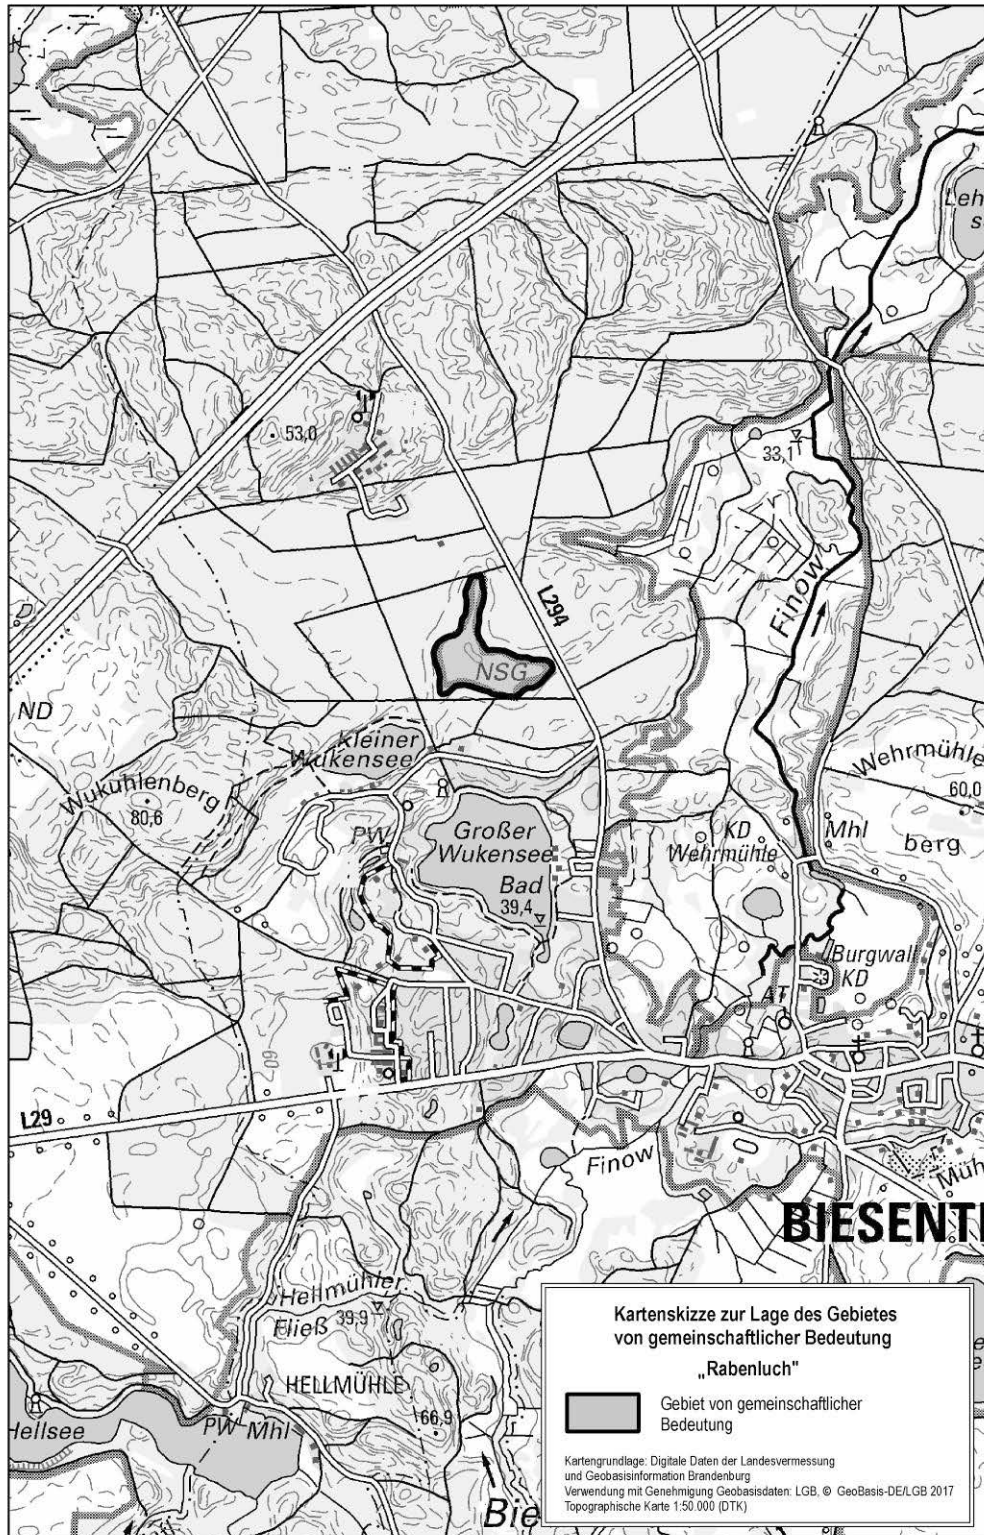 Leh
s
53,0
33,1
Finow
L294
NSG
ND
Kleiner
Wukensee
Wukuhlenberg
80,6
PW
Großer
Wukensee
Bad
39,4
KD
Wehrmühle
Mhl
Wehrmühle
60,0
berg
Burgwall
KD
AT
60
L29
Finow
Müh
BIESENT
Hellmühler
Fließ
39,9
HELLMÜHLE
66,9
Hellsee
PW Mhl
Bie
Kartenskizze zur Lage des Gebietes
von gemeinschaftlicher Bedeutung
„Rabenluch"
Gebiet von gemeinschaftlicher
Bedeutung
Kartengrundlage: Digitale Daten der Landesvermessung
und Geobasisinformation Brandenburg
Verwendung mit Genehmigung Geobasisdaten: LGB, © GeoBasis-DE/LGB 2017
Topographische Karte 1:50.000 (DTK)